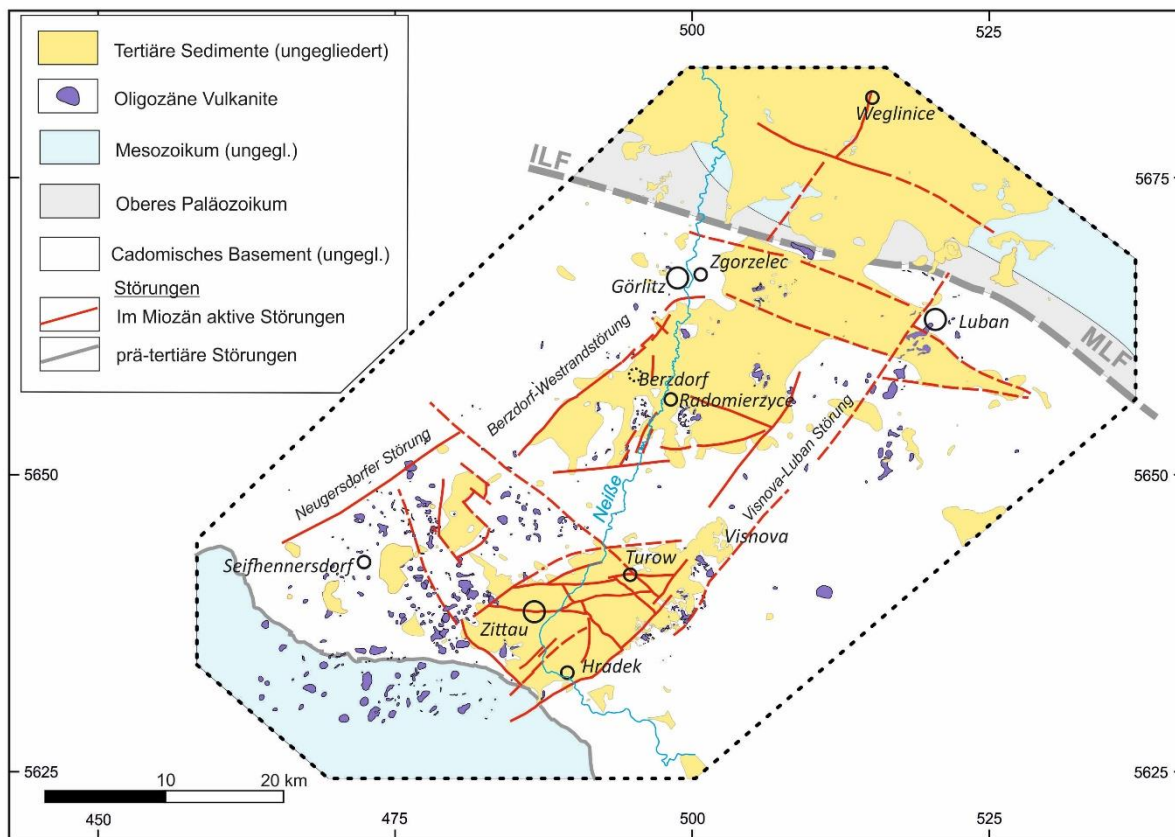 500
525
Tertiäre Sedimente (ungegliedert)
Oligozäne Vulkanite
Mesozoikum (ungegl.)
Oberes Paläozoikum
Cadomisches Basement (ungegl.)
Störungen
Im Miozän aktive Störungen
prä-tertiäre Störungen
Weglinice
ILF
5675
5675
Zgorzelec
Görlitz
Luban
MLF
Berzdorf-Westrandstörung
Berzdorf
Radomierzyce
Neugersdorfer Störung
Visnova-Luban Störung
5650
5650
Neiße
Visnova
Turow
Seifhennersdorf
Zittau
Hradek
5625
5625
10
20 km
450
475
500
525